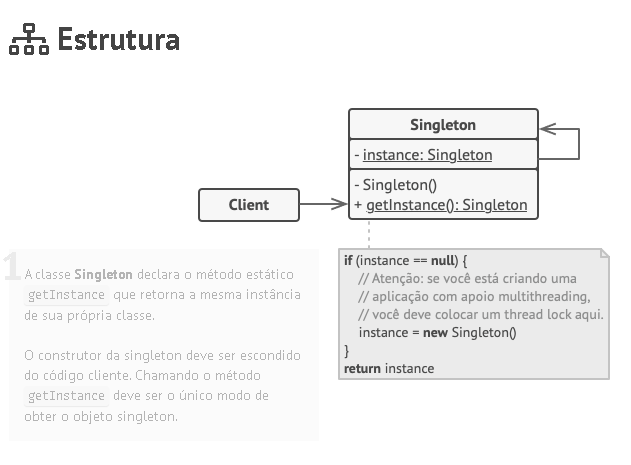 Estrutura
Singleton
- instance: Singleton
- Singleton()
+ getInstance(): Singleton
Client
1
A classe Singleton declara o método estático
getInstance que retorna a mesma instância
de sua própria classe.
O construtor da singleton deve ser escondido
do código cliente. Chamando o método
getInstance deve ser o único modo de
obter o objeto singleton.
if (instance == null) {
// Atenção: se você está criando uma
// aplicação com apoio multithreading,
// você deve colocar um thread lock aqui.
instance = new Singleton()
}
return instance